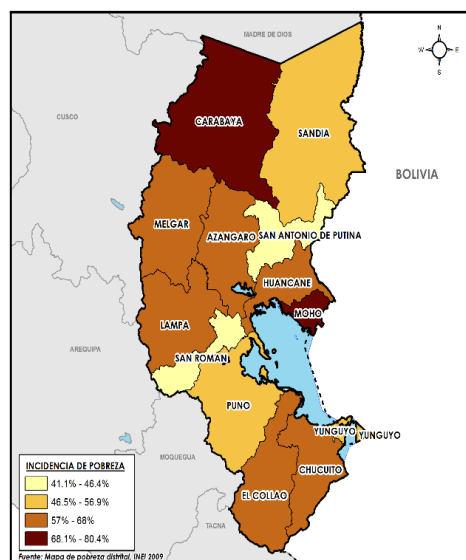 MADRE DE DIOS
N
W
E
S
CUSCO
CARABAYA
SANDIA
BOLIVIA
MELGAR
AZANGARO
SAN ANTONIO DE PUTINA
HUANCANE
LAMPA
MOHO
AREQUIPA
SAN ROMAN
PUNO
YUNGUYO
YUNGUYO
MOQUEGUA
CHUCUITO
EL COLLAO
TACNA
INCIDENCIA DE POBREZA
41.1% - 46.4%
46.5% - 56.9%
57% - 68%
68.1% - 80.4%
Fuente: Mapa de pobreza distrital, INEI 2009